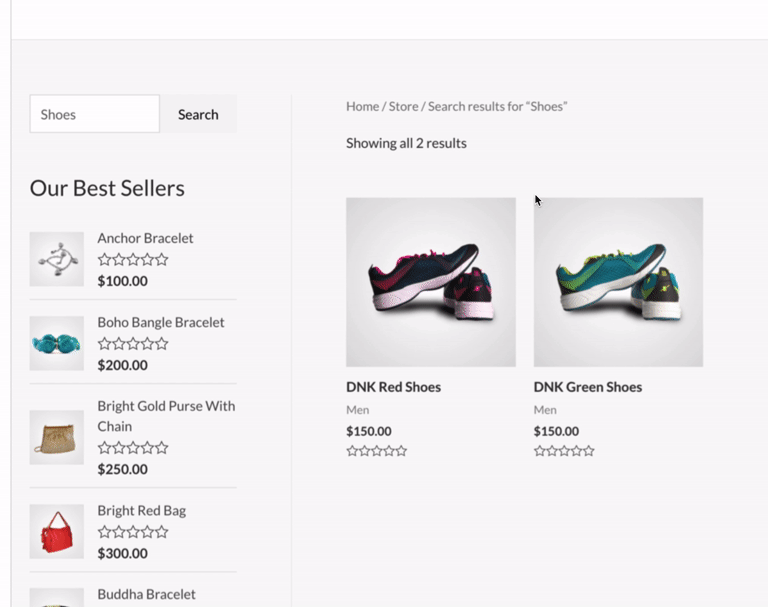 Shoes
Search
Our Best Sellers
Anchor Bracelet
$100.00
Boho Bangle Bracelet
$200.00
Bright Gold Purse With
Chain
$250.00
Bright Red Bag
$300.00
Buddha Bracelet
Home / Store / Search results for “Shoes”
Showing all 2 results
DNK Red Shoes
Men
$150.00
DNK Green Shoes
Men
$150.00